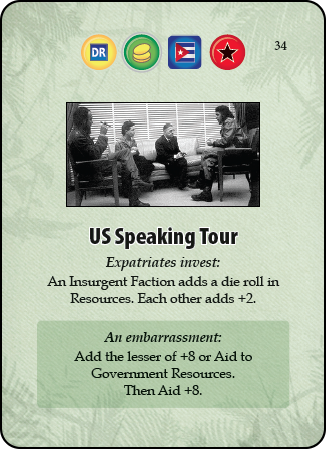 DR
34
US Speaking Tour
Expatriates invest:
An Insurgent Faction adds a die roll in
Resources. Each other adds +2.
An embarrassment:
Add the lesser of +8 or Aid to
Government Resources.
Then Aid +8.